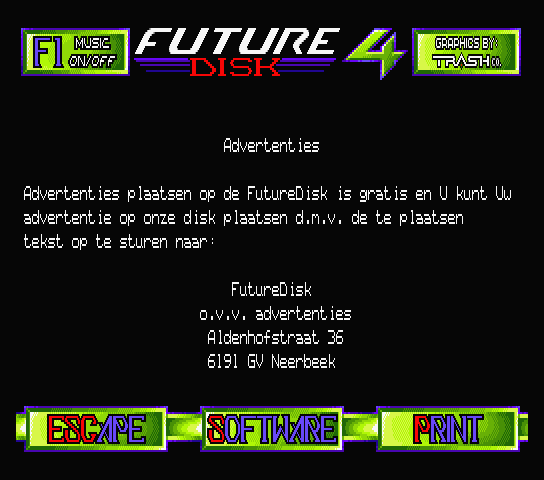 F1 MUSIC ON/OFF
FUTURE DISK 4
GRAPHICS BY: TRASH CO.
Advertenties
Advertenties plaatsen op de FutureDisk is gratis en U kunt Uw
advertentie op onze disk plaatsen d.m.v. de te plaatsen
tekst op te sturen naar:
FutureDisk
o.v.v. advertenties
Aldenhofstraat 36
6191 GV Neerbeek
ESCAPE SOFTWARE PRINT